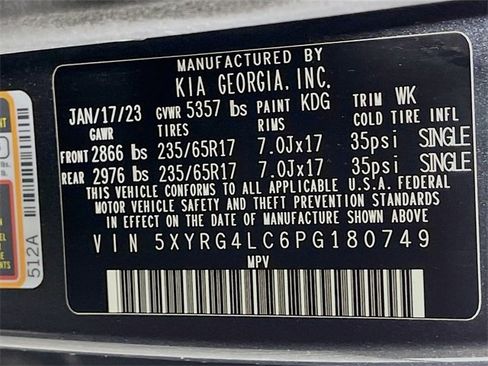 MANUFACTURED BY
KIA GEORGIA, INC.
JAN/17/23 GVWR 5357 lbs PAINT KDG TRIM WK
GAWR TIRES RIMS COLD TIRE INFL
FRONT 2866 lbs 235/65R17 7.0Jx17 35psi SINGLE
REAR 2976 lbs 235/65R17 7.0Jx17 35psi SINGLE
THIS VEHICLE CONFORMS TO ALL APPLICABLE U.S.A. FEDERAL
MOTOR VEHICLE SAFETY AND THEFT PREVENTION STANDARDS
IN EFFECT ON THE DATE OF MANUFACTURE SHOWN ABOVE.
VIN 5XYRG4LC6PG180749
MPV
512A